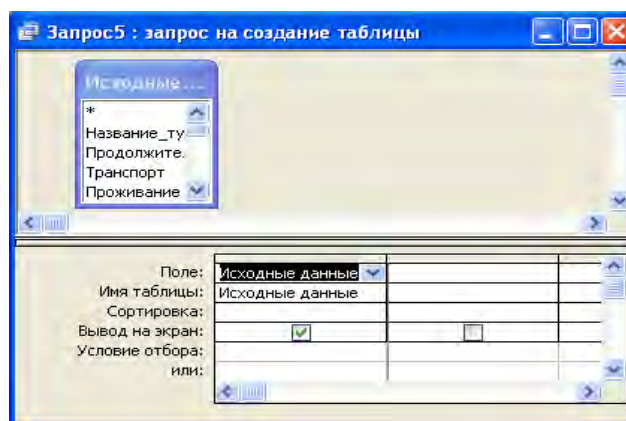 Запрос5 : запрос на создание таблицы
Исходные ...
*
Название_ту
Продолжите.
Транспорт
Проживание
Поле: Исходные данные
Имя таблицы: Исходные данные
Сортировка:
Вывод на экран:
Условие отбора:
или: